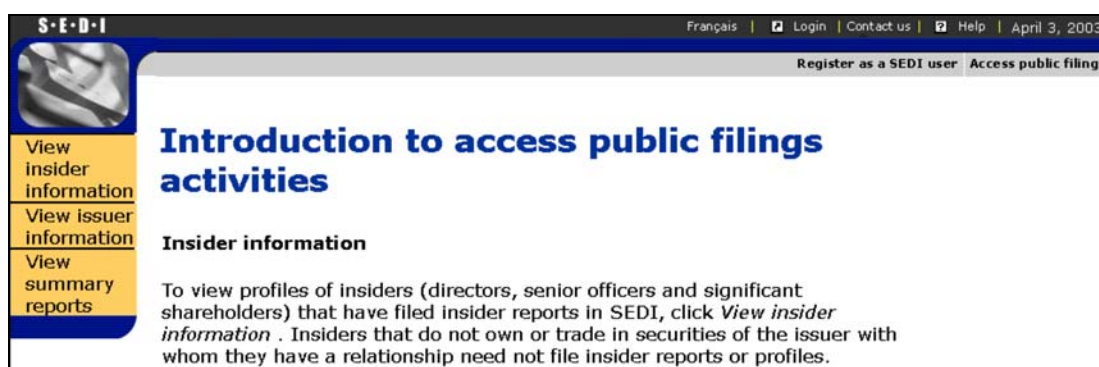 S•E•D•I
Français | Login | Contact us | ? Help | April 3, 2003
Register as a SEDI user Access public filing
View
insider
information
View issuer
information
View
summary
reports
Introduction to access public filings
activities
Insider information
To view profiles of insiders (directors, senior officers and significant
shareholders) that have filed insider reports in SEDI, click View insider
information . Insiders that do not own or trade in securities of the issuer with
whom they have a relationship need not file insider reports or profiles.